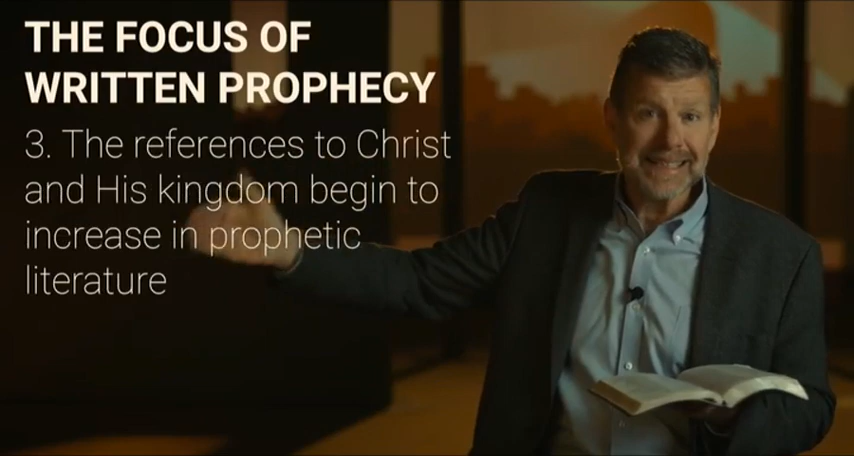 THE FOCUS OF
WRITTEN PROPHECY
3. The references to Christ
and His kingdom begin to
increase in prophetic
literature